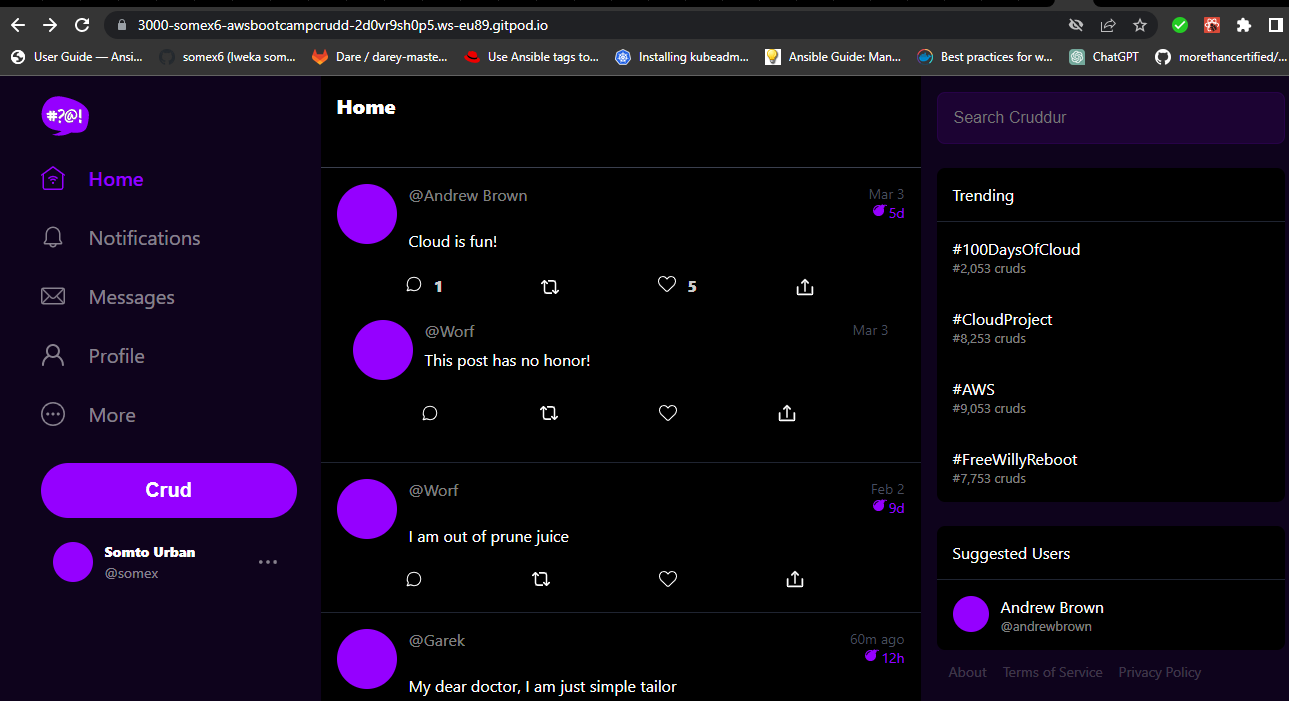 3000-somex6-awsbootcampcrudd-2d0vr9sh0p5.ws-eu89.gitpod.io
User Guide — Ansi...
somex6 (Iweka som...
Dare / darey-maste...
Use Ansible tags to...
Installing kubeadm...
Ansible Guide: Man...
Best practices for w...
ChatGPT
morethancertified/...
#?@!
Home
Notifications
Messages
Profile
More
Crud
Somto Urban
@somex
Home
@Andrew Brown
Mar 3
5d
Cloud is fun!
1
5
@Worf
Mar 3
This post has no honor!
@Worf
Feb 2
9d
I am out of prune juice
@Garek
60m ago
12h
My dear doctor, I am just simple tailor
Search Cruddur
Trending
#100DaysOfCloud
#2,053 cruds
#CloudProject
#8,253 cruds
#AWS
#9,053 cruds
#FreeWillyReboot
#7,753 cruds
Suggested Users
Andrew Brown
@andrewbrown
About Terms of Service Privacy Policy